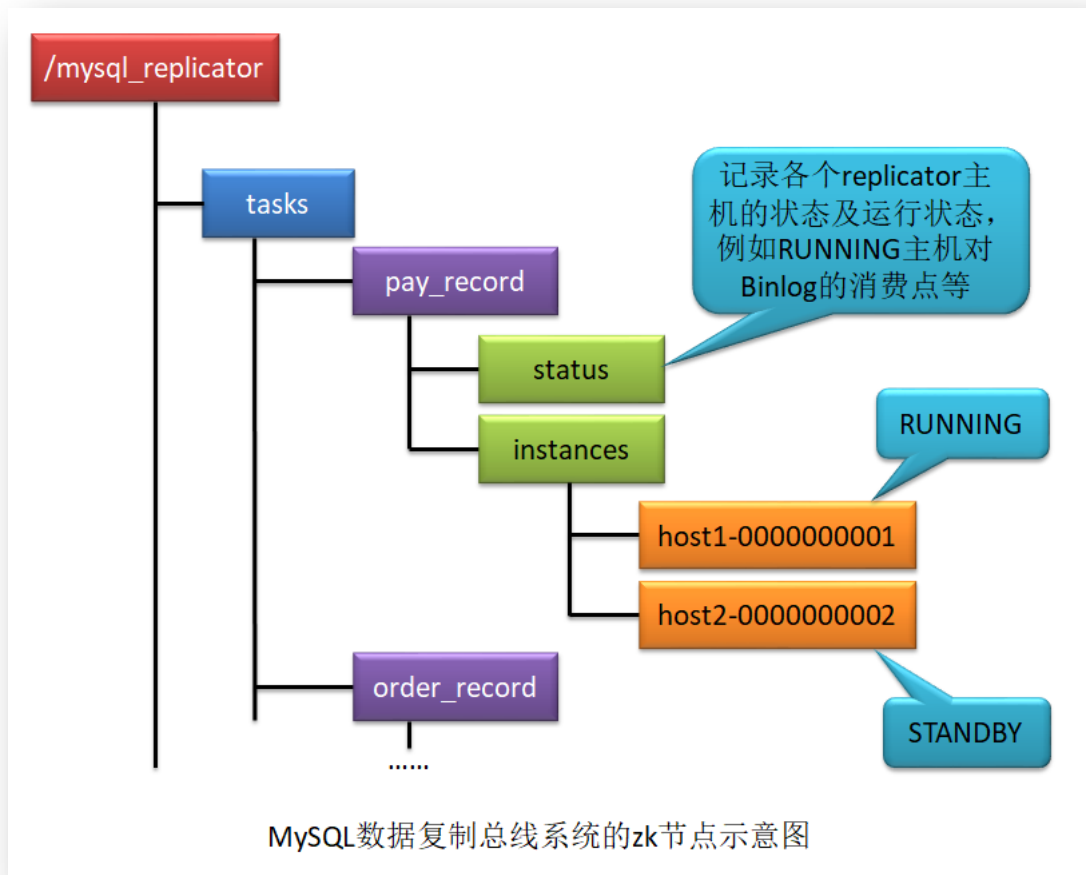 /mysql_replicator
tasks
记录各个replicator主
机的状态及运行状态，
例如RUNNING主机对
Binlog的消费点等
pay_record
status
RUNNING
instances
host1-0000000001
host2-0000000002
order_record
STANDBY
……
MySQL数据复制总线系统的zk节点示意图